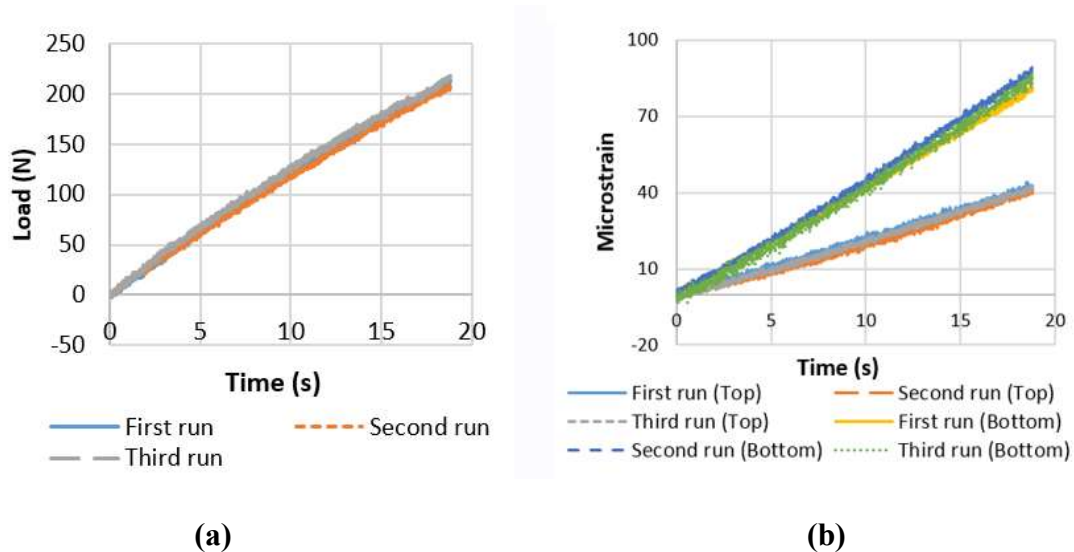 250
200
150
100
50
0
-50
0 5 10 15 20
Load (N)
Time (s)
First run
Second run
Third run
(a)
100
70
40
10
-20
0 5 10 15 20
Microstrain
Time (s)
First run (Top)
Second run (Top)
Third run (Top)
First run (Bottom)
Second run (Bottom)
Third run (Bottom)
(b)